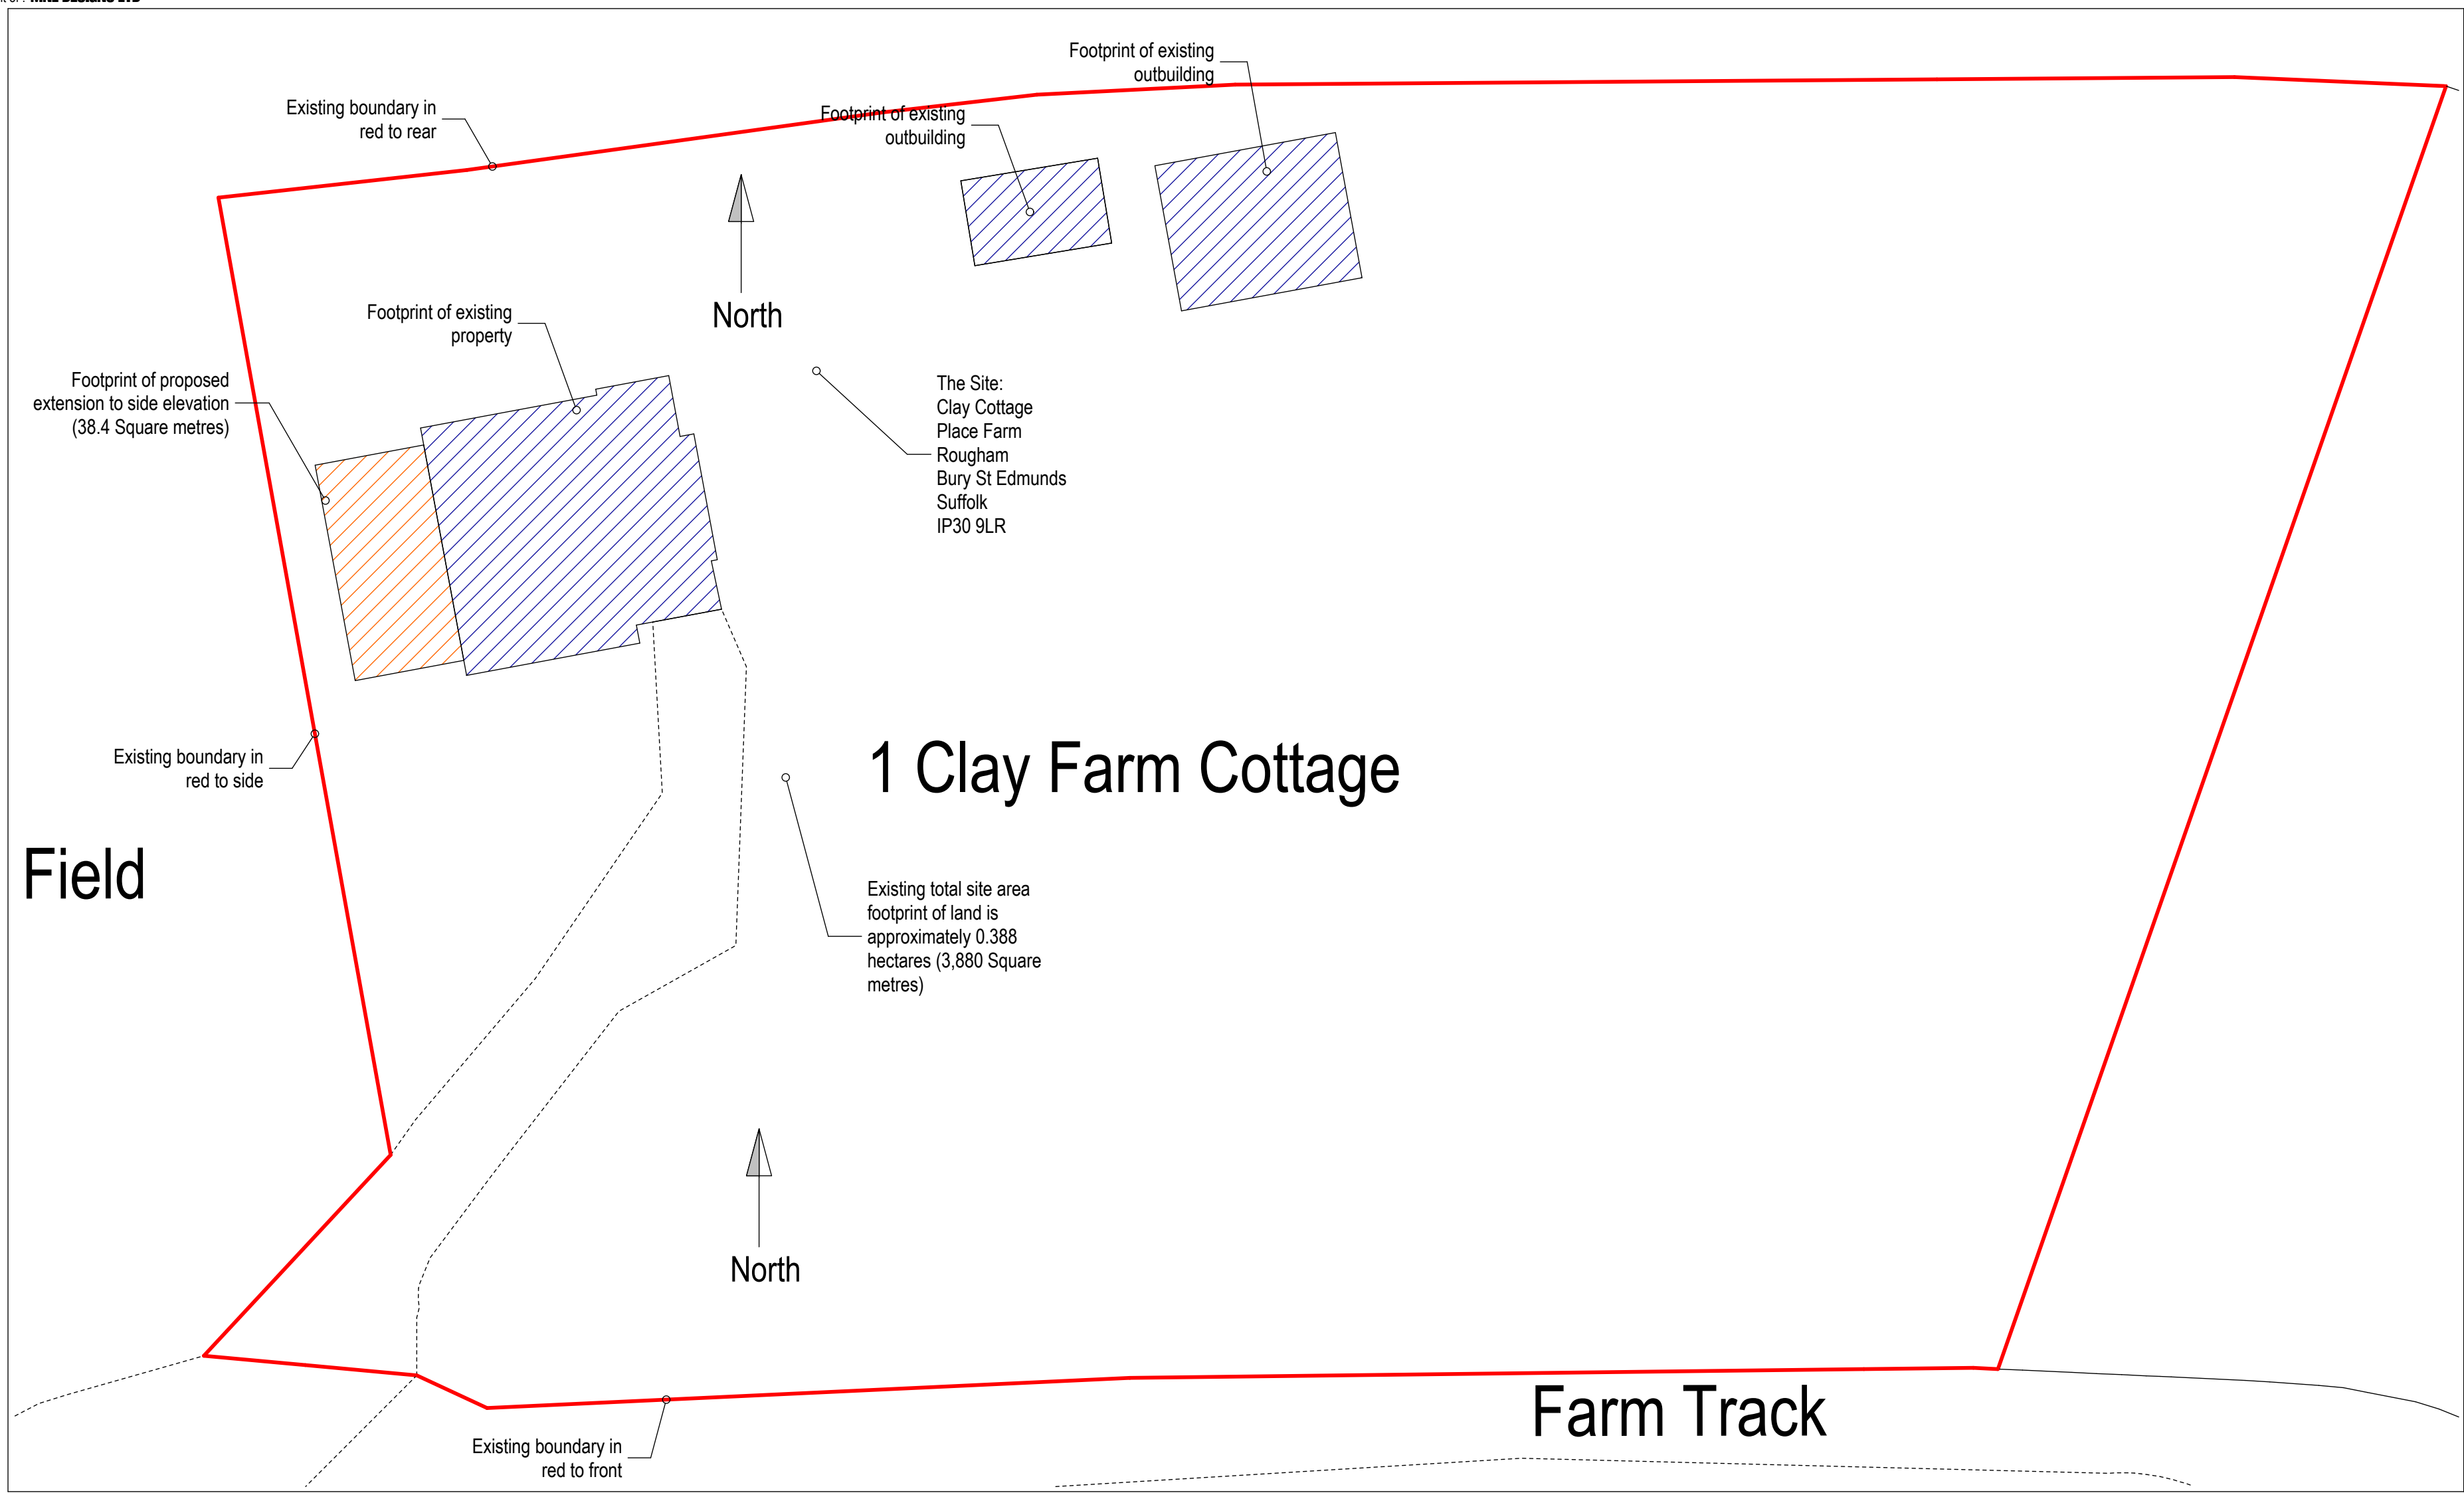 MNL DESIGNS LTD
Footprint of existing
outbuilding
Existing boundary in
red to rear
Footprint of existing
outbuilding
North
Footprint of existing
property
Footprint of proposed
extension to side elevation
(38.4 Square metres)
The Site:
Clay Cottage
Place Farm
Rougham
Bury St Edmunds
Suffolk
IP30 9LR
1 Clay Farm Cottage
Existing boundary in
red to side
Field
Existing total site area
footprint of land is
approximately 0.388
hectares (3,880 Square
metres)
North
Farm Track
Existing boundary in
red to front